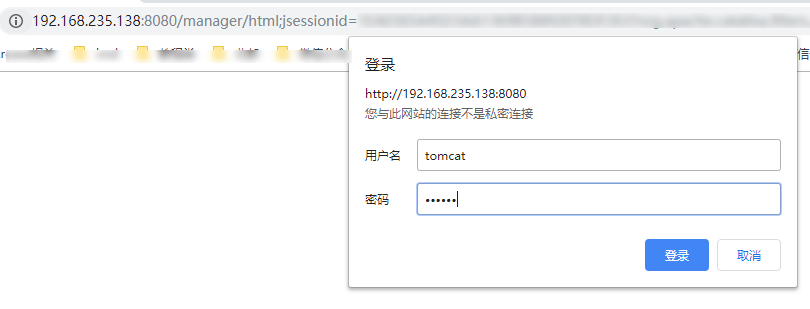 192.168.235.138:8080/manager/html;jsessionid=
登录
http://192.168.235.138:8080
您与此网站的连接不是私密连接
用户名 tomcat
密码 ••••••
登录 取消